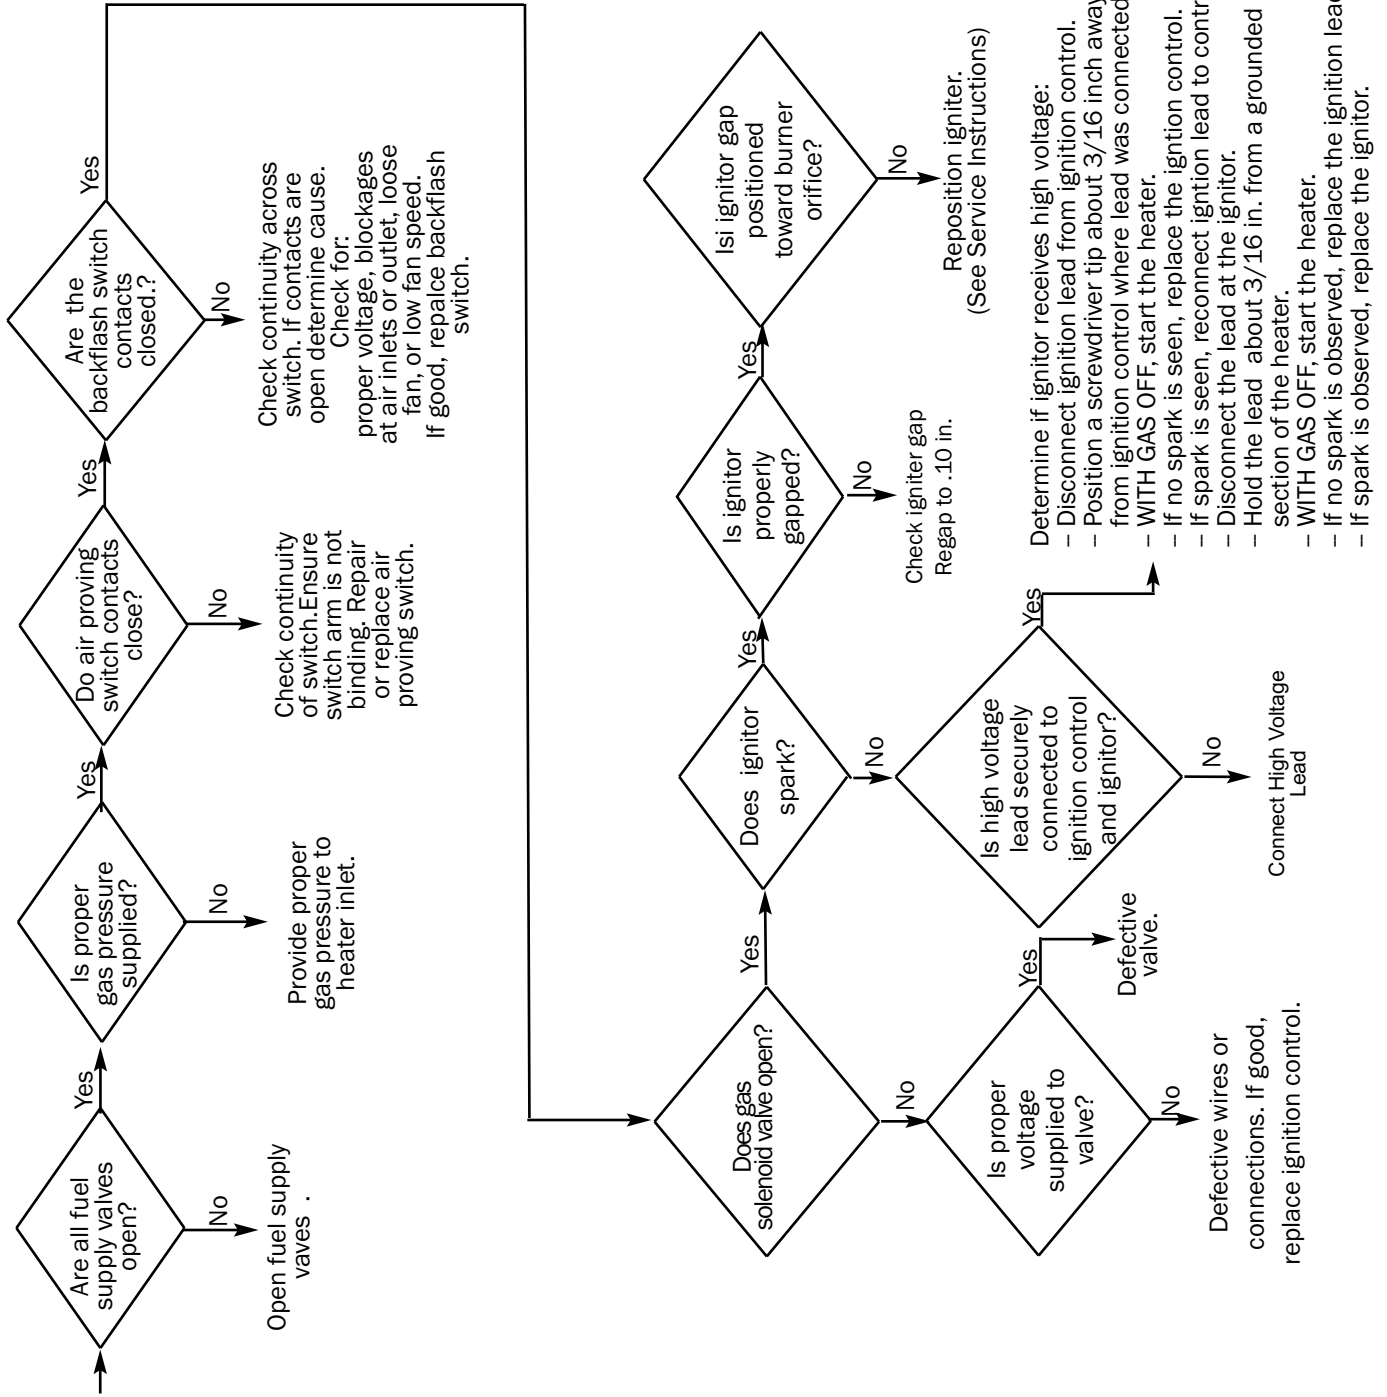 Are all fuel
supply valves
open?
Yes
No
Open fuel supply
vaves .
Is proper
gas pressure
supplied?
Yes
No
Provide proper
gas pressure to
heater inlet.
Do air proving
switch contacts
close?
Yes
No
Check continuity
of switch.Ensure
switch arm is not
binding. Repair
or replace air
proving switch.
Are the
backflash switch
contacts
closed.?
Yes
No
Check continuity across
switch. If contacts are
open determine cause.
Check for:
proper voltage, blockages
at air inlets or outlet, loose
fan, or low fan speed.
If good, repalce backflash
switch.
Does gas
solenoid valve open?
Yes
No
Is proper
voltage
supplied to
valve?
Yes
Defective
valve.
No
Defective wires or
connections. If good,
replace ignition control.
Does ignitor
spark?
Yes
No
Is high voltage
lead securely
connected to
ignition control
and ignitor?
Yes
No
Connect High Voltage
Lead
Is ignitor
properly
gapped?
Yes
No
Check igniter gap
Regap to .10 in.
Isi ignitor gap
positioned
toward burner
orifice?
No
Reposition igniter.
(See Service Instructions)
Determine if ignitor receives high voltage:
– Disconnect ignition lead from ignition control.
– Position a screwdriver tip about 3/16 inch away
from ignition control where lead was connected
– WITH GAS OFF, start the heater.
– If no spark is seen, replace the igntion control.
– If spark is seen, reconnect ignition lead to
– Disconnect the lead at the ignitor.
– Hold the lead about 3/16 in. from a grounded
section of the heater.
– WITH GAS OFF, start the heater.
– If no spark is observed, replace the ignition
– If spark is observed, replace the ignitor.